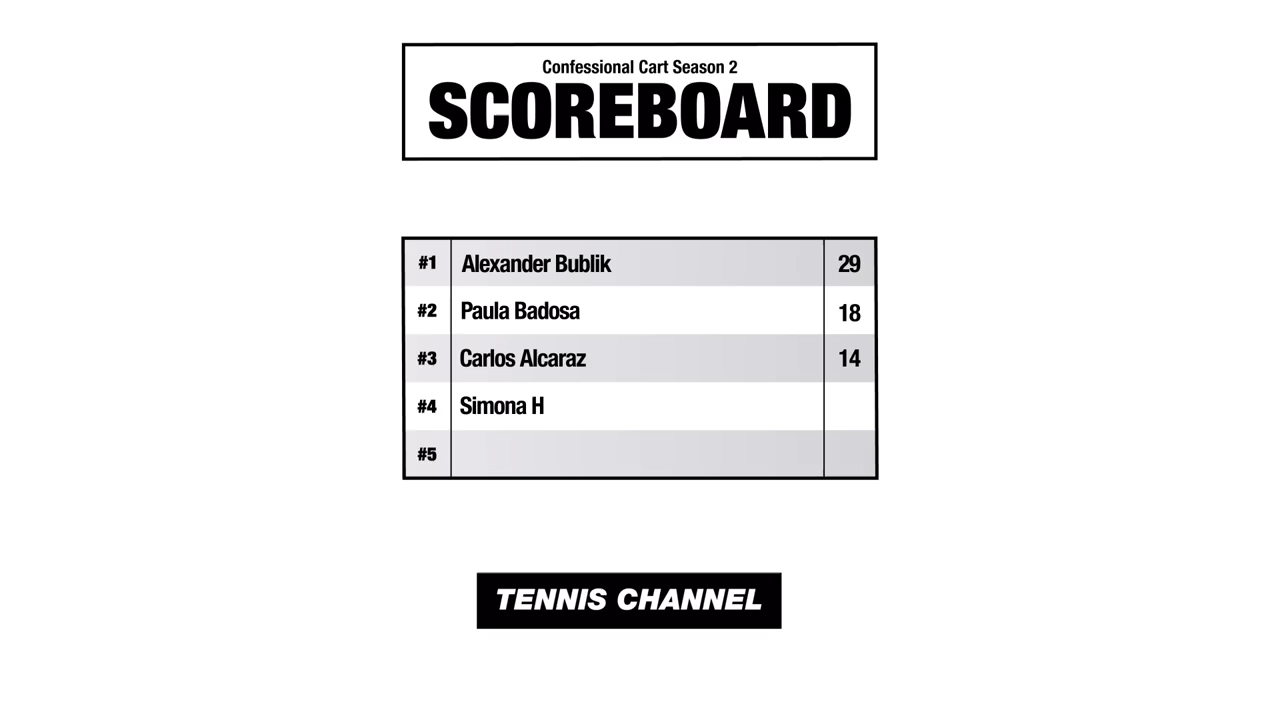 Confessional Cart Season 2
SCOREBOARD
#1 Alexander Bublik 29
#2 Paula Badosa 18
#3 Carlos Alcaraz 14
#4 Simona H
#5
TENNIS CHANNEL